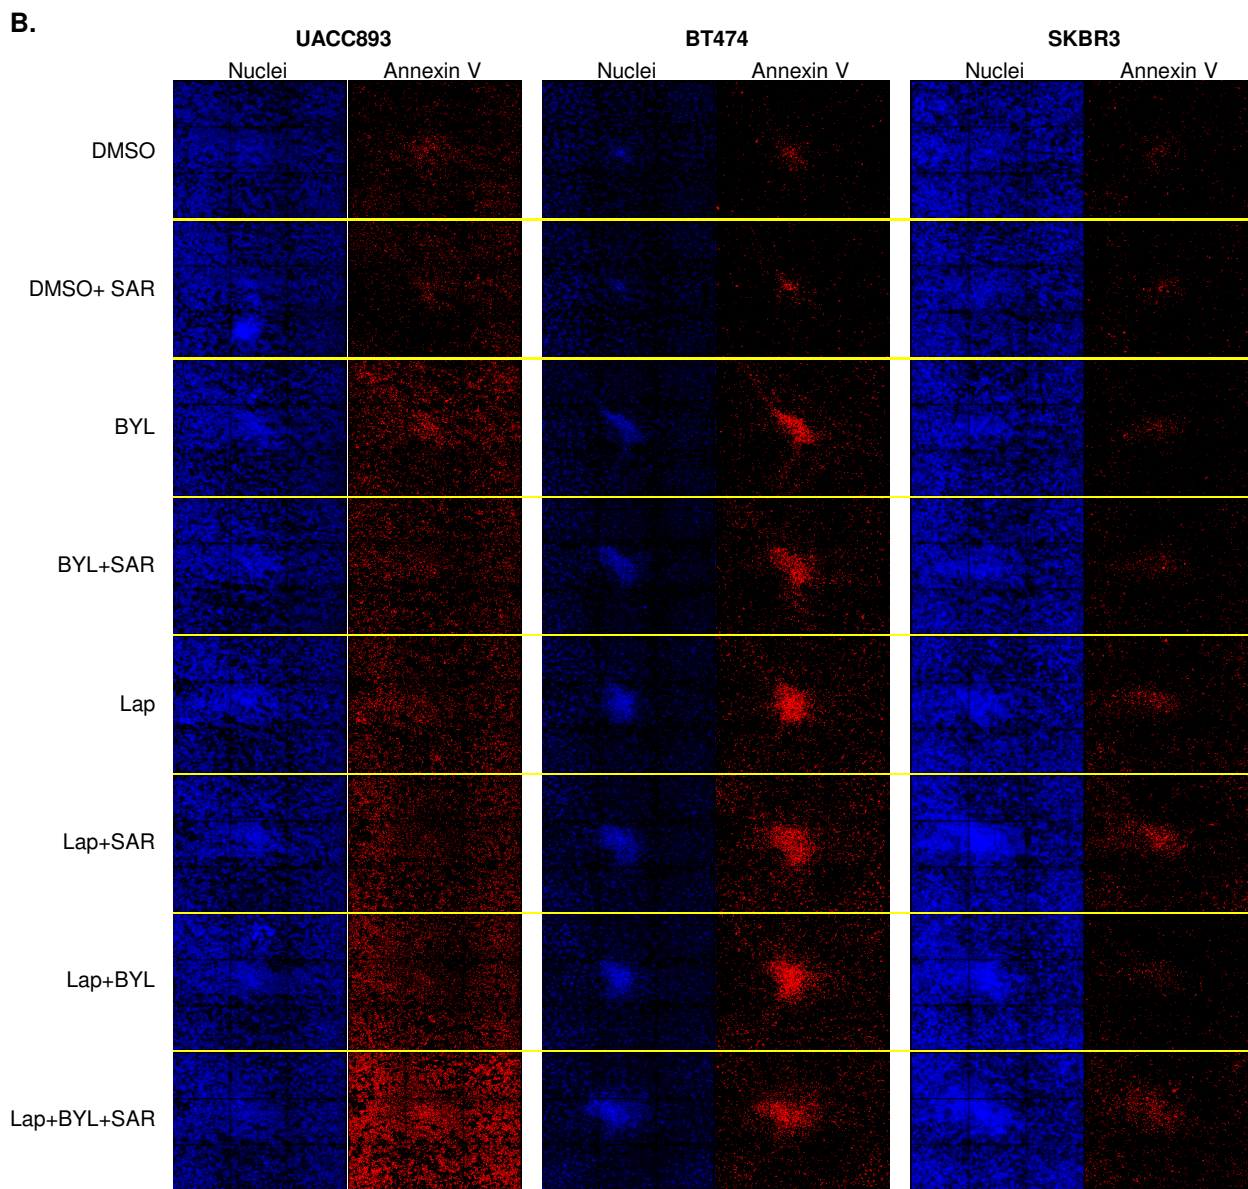 B.
UACC893 BT474 SKBR3
Nuclei Annexin V Nuclei Annexin V Nuclei Annexin V
DMSO
DMSO+ SAR
BYL
BYL+SAR
Lap
Lap+SAR
Lap+BYL
Lap+BYL+SAR